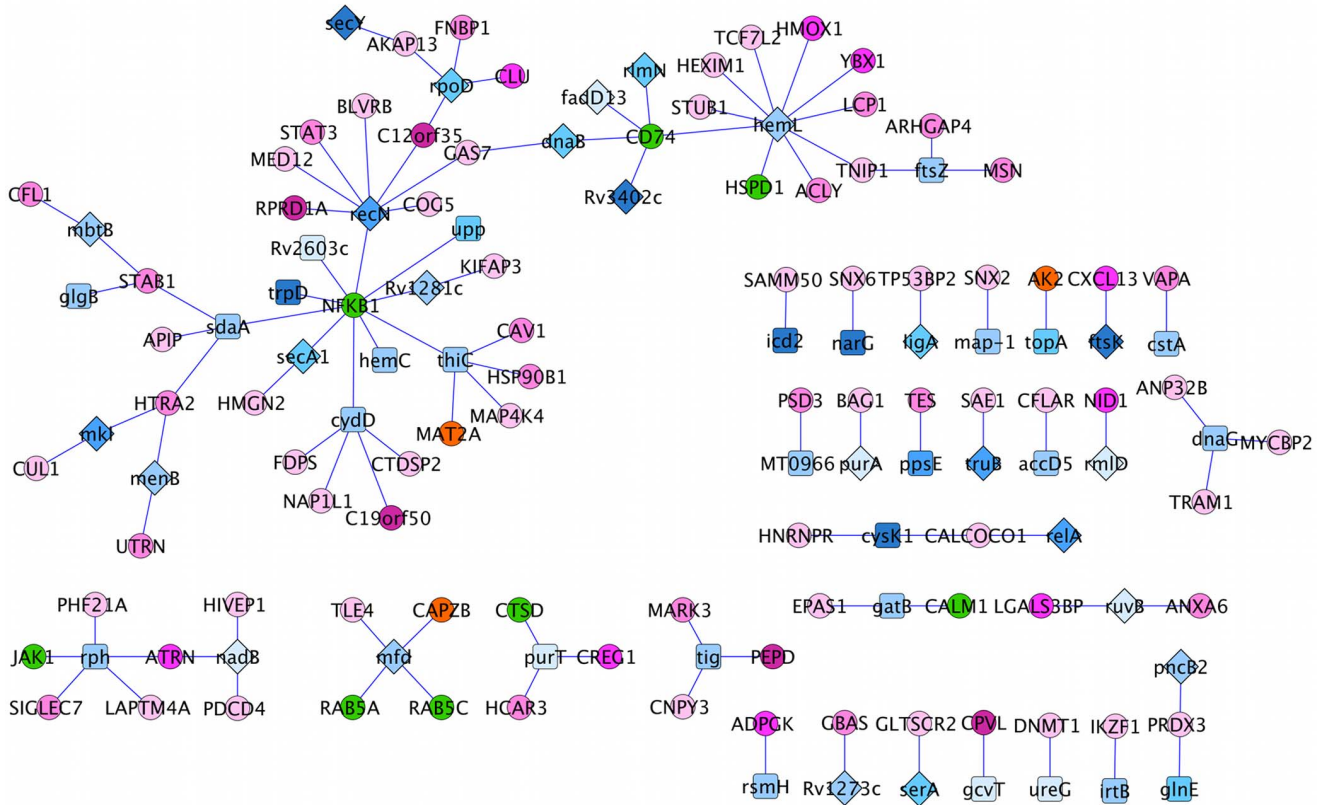 secY
FNBP1
AKAP13
rpoD
CLU
BLVRB
STAT3
C12orf35
MED12
GAS7
RPRD1A
recN
COG5
rlmN
fadD13
dnaB
CD74
Rv3402c
TCF7L2
HMOX1
HEXIM1
YBX1
STUB1
LCP1
hemL
ARHGAP4
HSPD1
ACLY
TNIP1
ftsZ
MSN
CFL1
mbtB
STAB1
glgB
APIP
sdaA
Rv2603c
upp
KIFAP3
trpD
Rv1281c
NFKB1
secA1
hemC
thiC
CAV1
HSP90B1
HTRA2
HMGN2
MAP4K4
cydD
MAT2A
mkl
CUL1
menB
FDPS
CTDSP2
NAP1L1
C19orf50
UTRN
SAMM50
SNX6
TP53BP2
SNX2
AK2
CXCL13
VAPA
icd2
narG
ligA
map-1
topA
ftsK
cstA
PSD3
BAG1
TES
SAE1
CFLAR
NID1
ANP32B
dnaG
MYCBP2
MT0966
purA
ppsE
truB
accD5
rmlD
TRAM1
HNRNPR
cysK1
CALCOCO1
relA
PHF21A
HIVEP1
TLE4
CAPZB
CTSD
MARK3
EPAS1
gatB
CALM1
LGALS3BP
ruvB
ANXA6
JAK1
rph
ATRN
nadB
mfd
purT
CREG1
tig
PEPD
pncB2
SIGLEC7
LAPTM4A
PDCD4
RAB5A
RAB5C
HCAR3
CNPY3
ADPGK
GBAS
GLTSCR2
CPVL
DNMT1
IKZF1
PRDX3
rsmH
Rv1273c
serA
gcvT
ureG
irtB
glnE